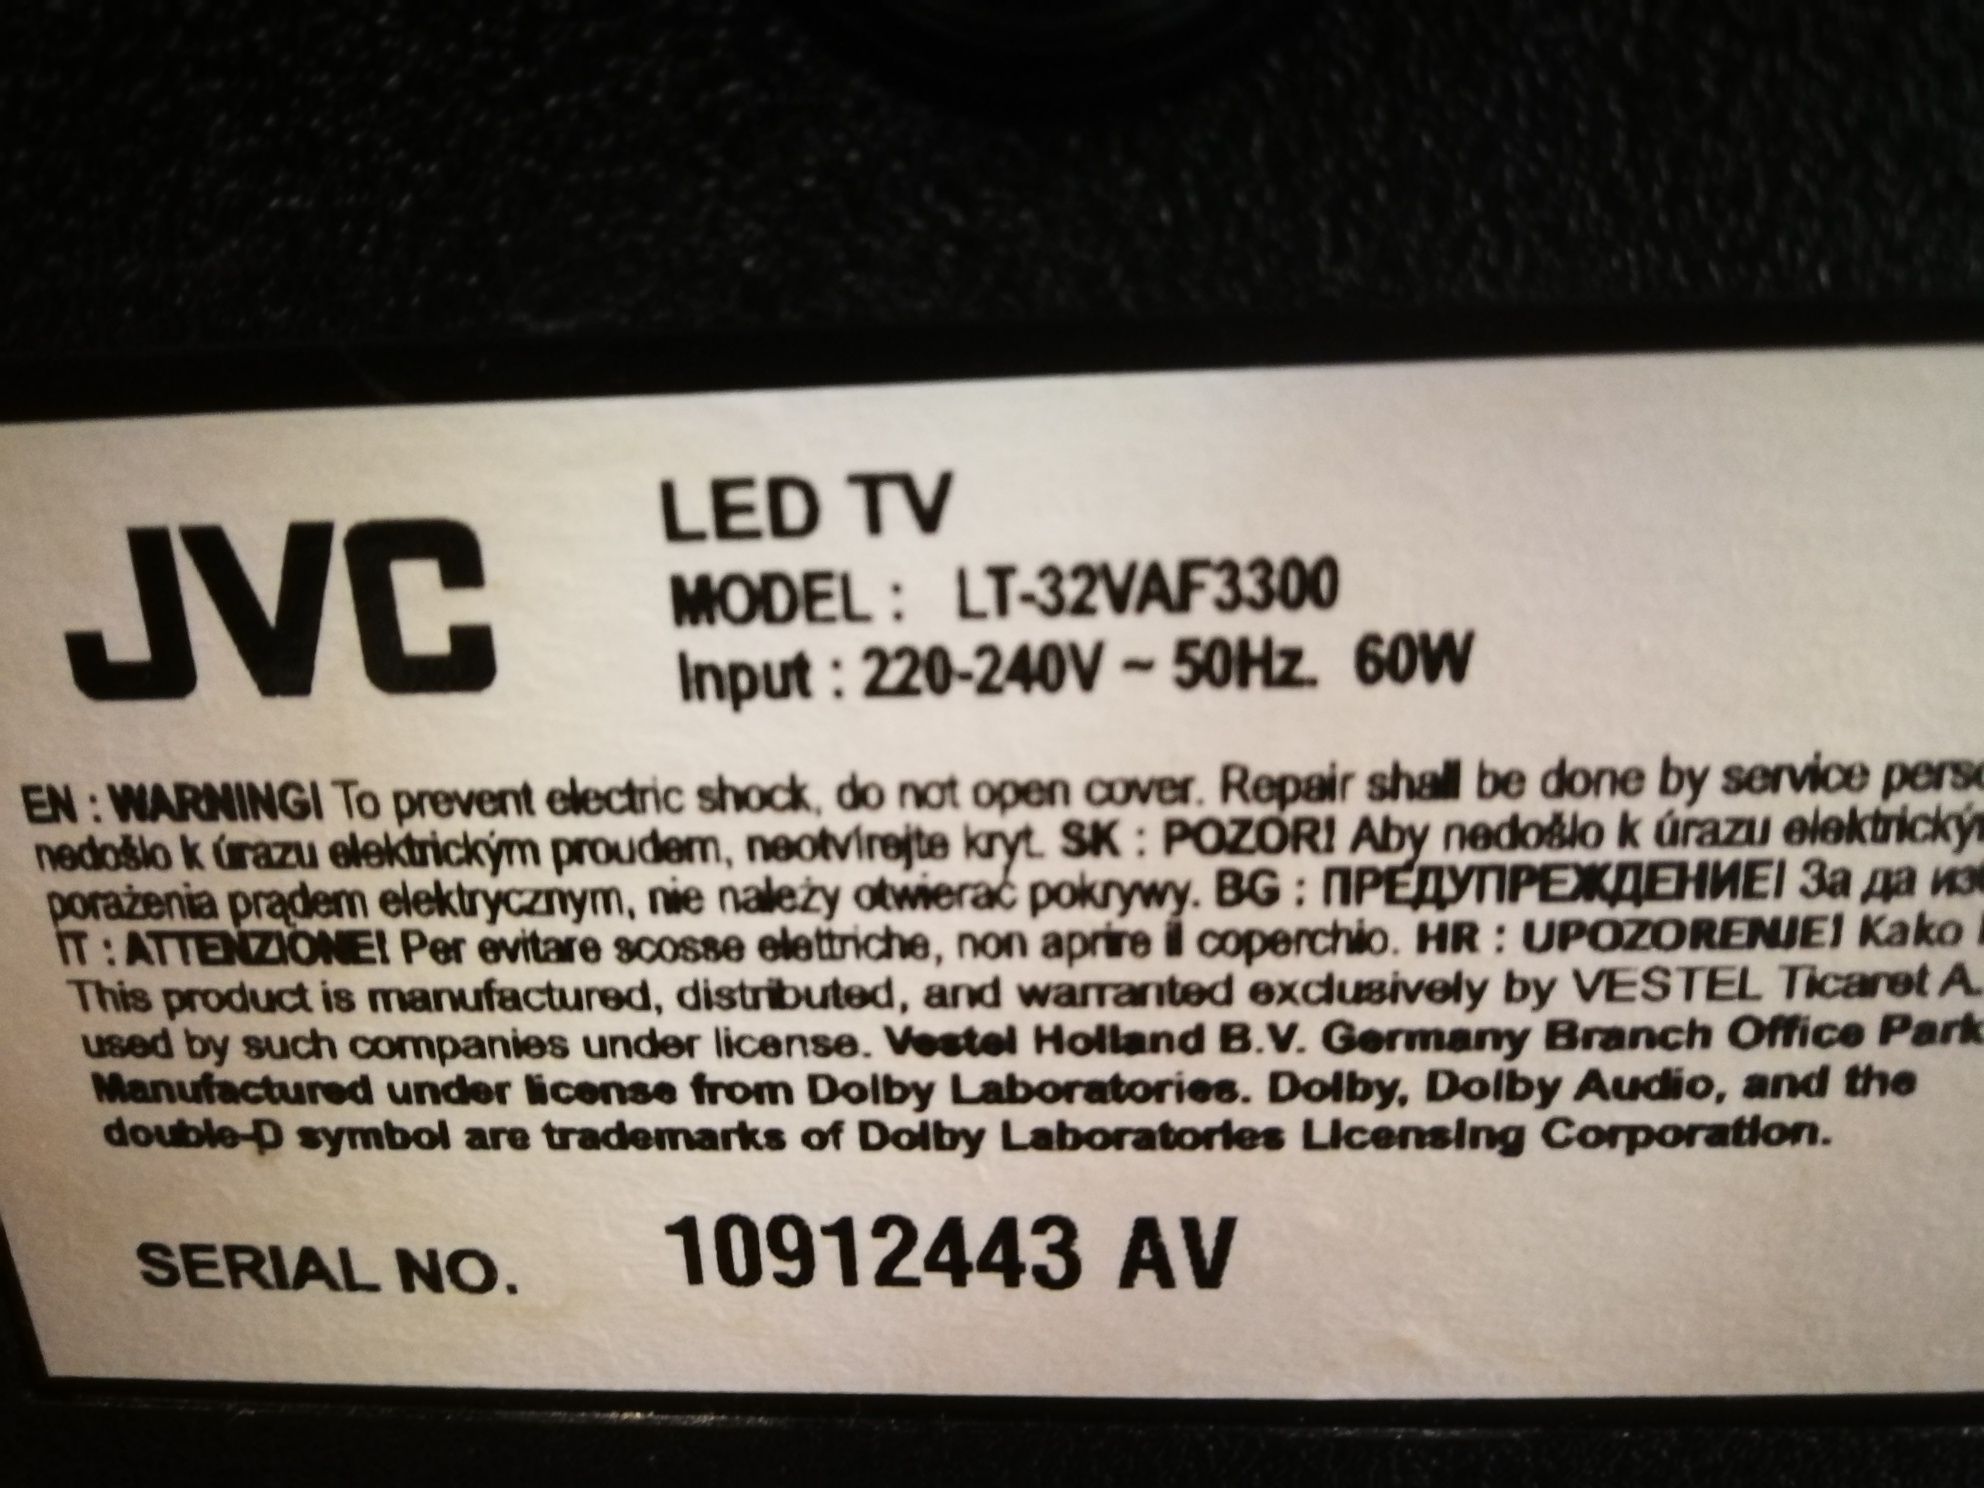 JVC
LED TV
MODEL : LT-32VAF3300
Input : 220-240V ~ 50Hz. 60W
EN : WARNING! To prevent electric shock, do not open cover. Repair shall be done by service perso
nedošlo k úrazu elektrickým proudem, neotvírejte kryt. SK : POZOR! Aby nedošlo k úrazu elektrický
porażenia prądem elektrycznym, nie należy otwierać pokrywy. BG : ПРЕДУПРЕЖДЕНИЕ! За да из
IT : ATTENZIONE! Per evitare scosse elettriche, non aprire il coperchio. HR : UPOZORENJE! Kako
This product is manufactured, distributed, and warranted exclusively by VESTEL Ticaret A.
used by such companies under license. Vestel Holland B.V. Germany Branch Office Park
Manufactured under license from Dolby Laboratories. Dolby, Dolby Audio, and the
double-D symbol are trademarks of Dolby Laboratories Licensing Corporation.
SERIAL NO. 10912443 AV